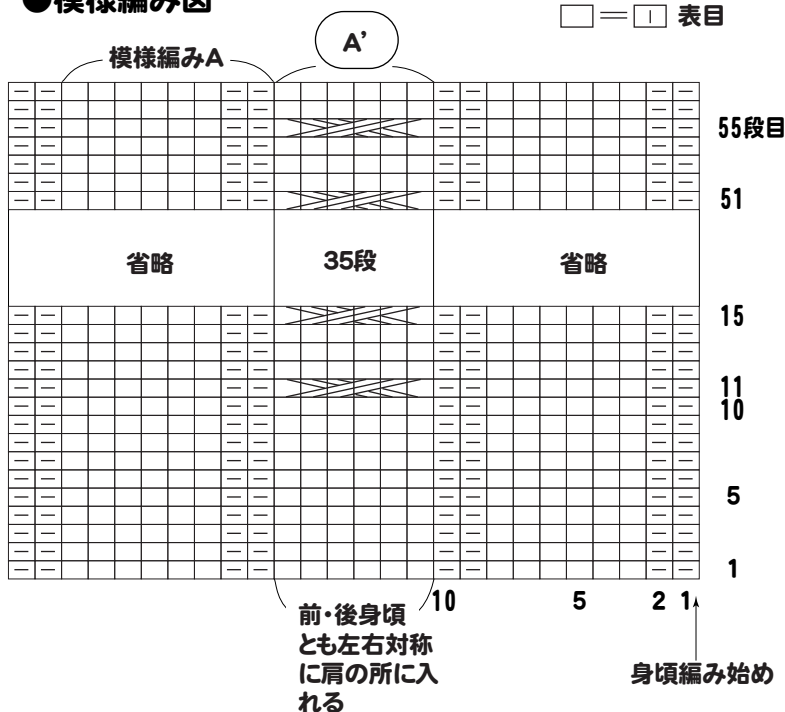 ●模様編み図
□=| 表目
模様編みA
A’
55段目
51
省略
35段
省略
15
11
10
5
1
10
5
2
1
前・後身頃
とも左右対称
に肩の所に入
れる
身頃編み始め